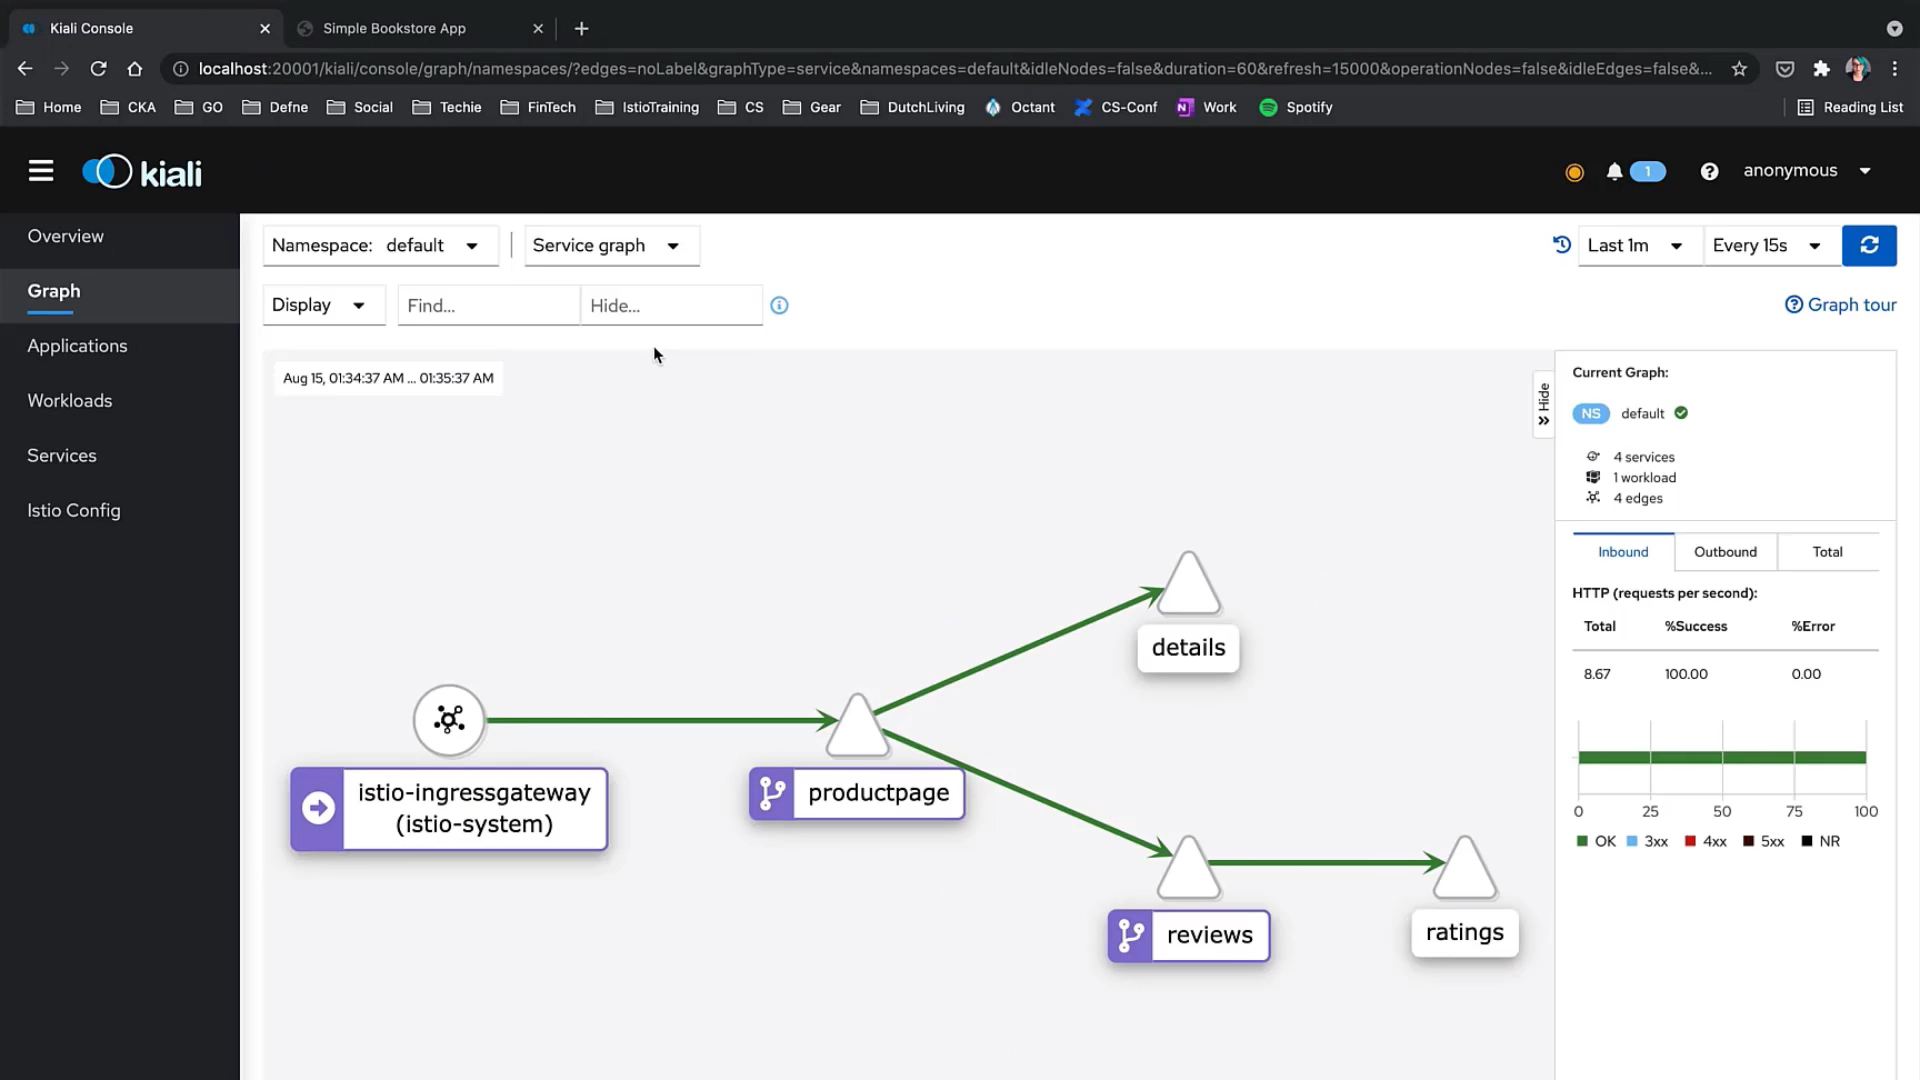 Kiali Console
Simple Bookstore App
localhost:20001/kiali/console/graph/namespaces/?edges=noLabel&graphType=service&namespaces=default&idleNodes=false&duration=60&refresh=15000&operationNodes=false&idleEdges=false&...
Home CKA GO Defne Social Techie FinTech IstioTraining CS Gear DutchLiving Octant CS-Conf Work Spotify Reading List
kiali
1
anonymous
Overview
Graph
Applications
Workloads
Services
Istio Config
Namespace: default
Service graph
Last 1m
Every 15s
Display
Find...
Hide...
Graph tour
Aug 15, 01:34:37 AM ... 01:35:37 AM
details
istio-ingressgateway
(istio-system)
productpage
reviews
ratings
Hide
Current Graph:
NS default
4 services
1 workload
4 edges
Inbound Outbound Total
HTTP (requests per second):
Total %Success %Error
8.67 100.00 0.00
0 25 50 75 100
OK 3xx 4xx 5xx NR